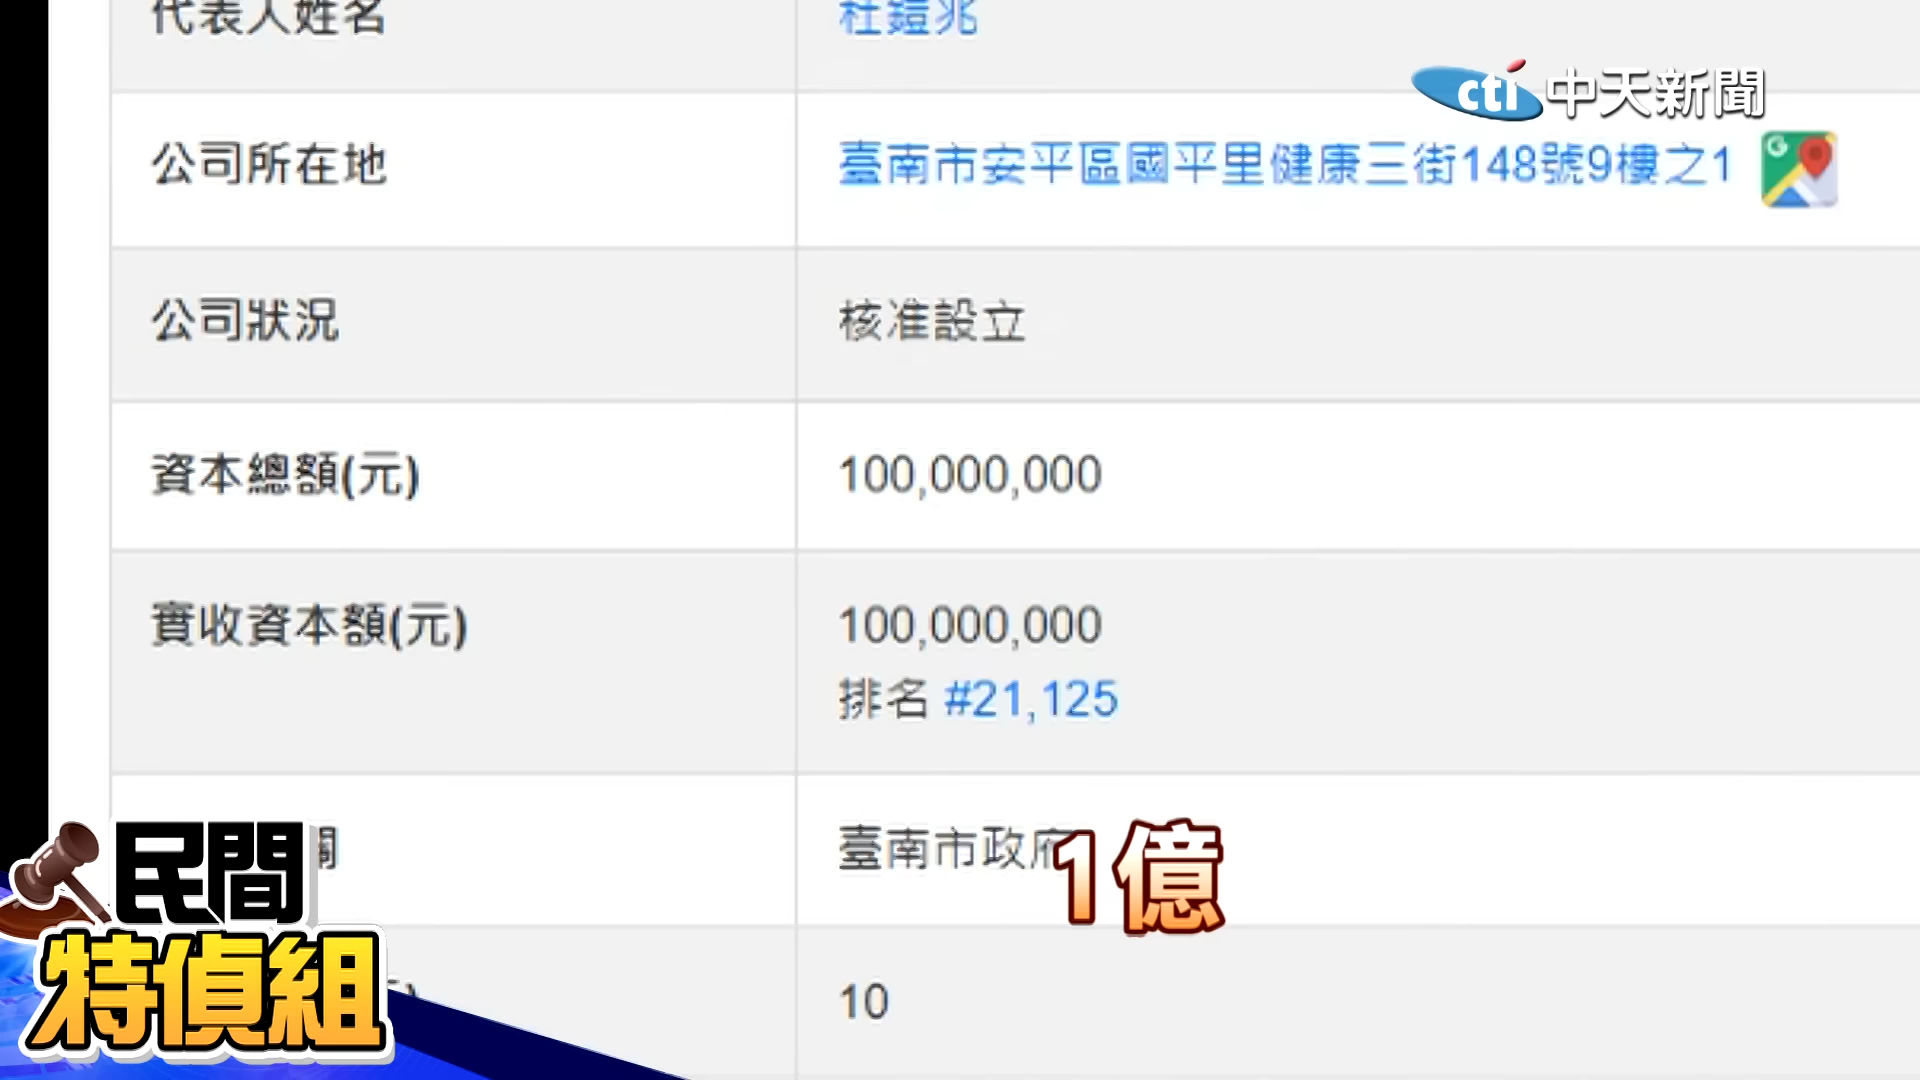 代表人姓名 杜鎧兆
cti 中天新聞
公司所在地 臺南市安平區國平里健康三街148號9樓之1
公司狀況 核准設立
資本總額(元) 100,000,000
實收資本額(元) 100,000,000
排名 #21,125
關 臺南市政府
1億
10
民間
特偵組